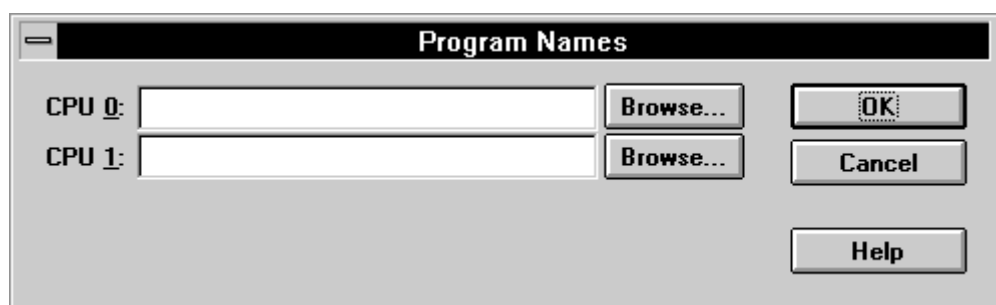 Program Names
CPU 0: Browse... OK
CPU 1: Browse... Cancel
Help